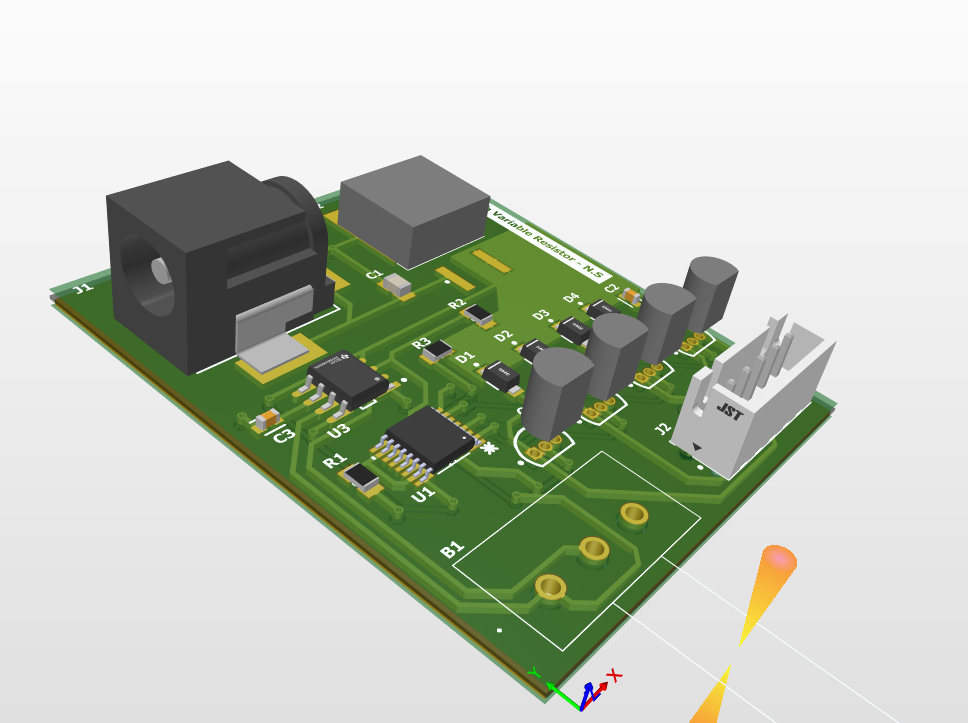 Variable Resistor - N.S
J1
C1
C2
D4
R2
D3
D2
R3
D1
JST
J2
C3
U3
R1
U1
B1
Y
X